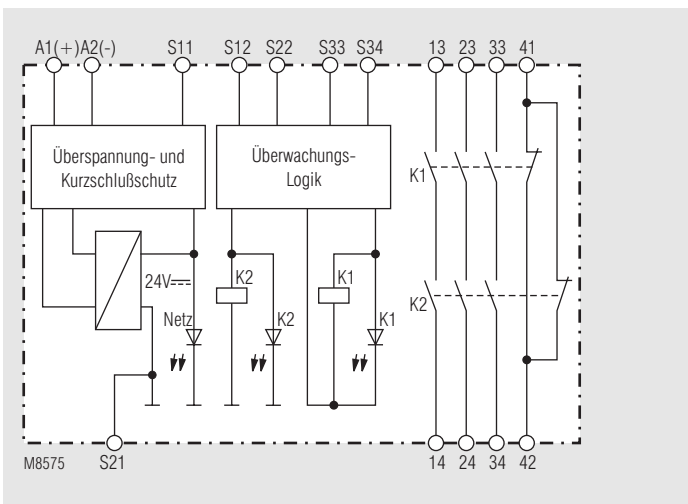 A1(+) A2(-) S11 S12 S22 S33 S34 13 23 33 41
Überspannung- und
Kurzschlußschutz
Überwachungs-
Logik
K1
24V
K2
K1
K2
Netz
K2
K1
M8575
S21
14 24 34 42